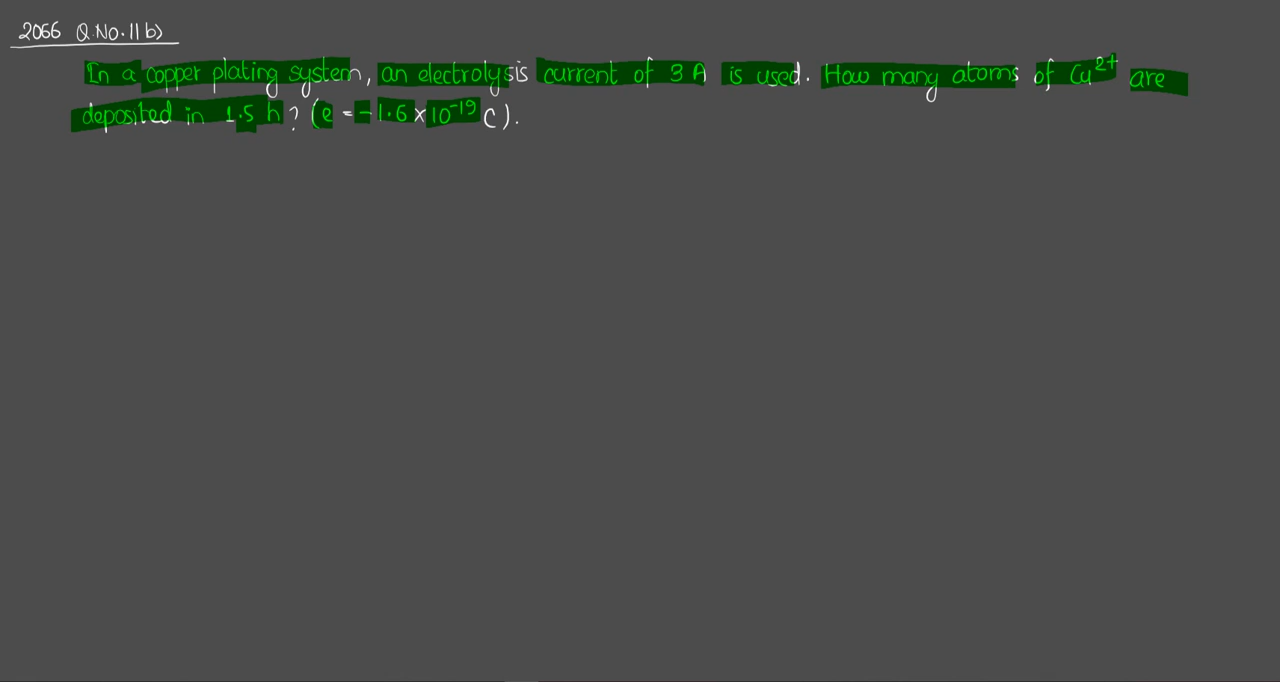 2066 Q.No.11b)
In a copper plating system, an electrolysis current of 3 A is used. How many atoms of Cu²⁺ are
deposited in 1.5 h? (e = -1.6 × 10⁻¹⁹ C).